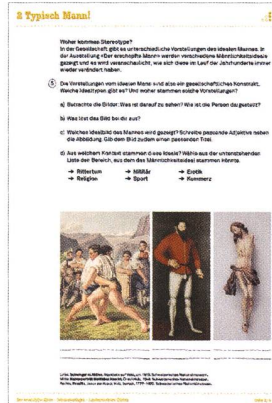 2 Typisch Mann!
Woher kommen Stereotype?
In der Gesellschaft gibt es unterschiedliche Vorstellungen des idealen Mannes. In
der Ausstellung «Der erschöpfte Mann» werden verschiedene Männlichkeitsideale
gezeigt und es wird veranschaulicht, wie sich diese im Lauf der Jahrhunderte immer
wieder verändert haben.
5 Die Vorstellungen vom idealen Mann sind also ein gesellschaftliches Konstrukt.
Welche Idealtypen gibt es? Und woher stammen solche Vorstellungen?
a) Betrachte die Bilder: Was ist darauf zu sehen? Wie ist die Person dargestellt?
b) Was löst das Bild bei dir aus?
c) Welches Idealbild des Mannes wird gezeigt? Schreibe passende Adjektive neben
die Abbildung. Gib dem Bild zudem einen passenden Titel.
d) Aus welchem Kontext stammen diese Ideale? Wähle aus der untenstehenden
Liste den Bereich, aus dem das Männlichkeitsideal stammen könnte.
→ Rittertum → Militär → Erotik
→ Religion → Sport → Kommerz